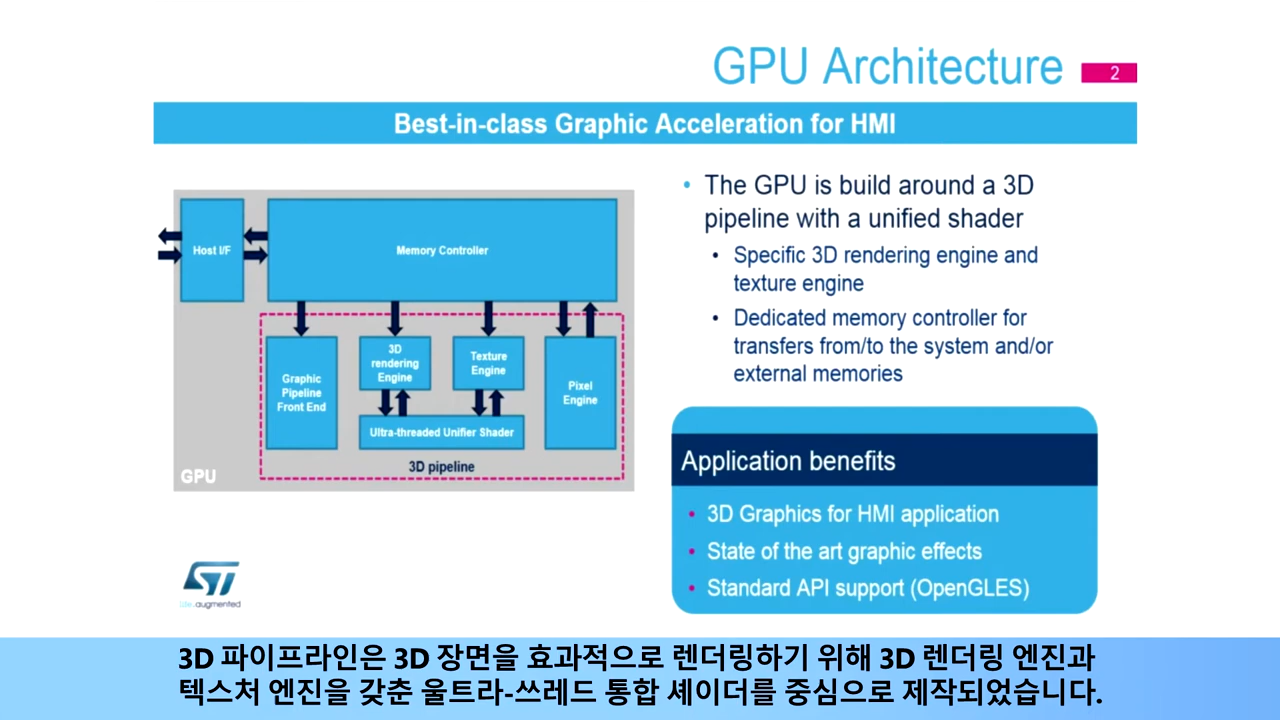 GPU Architecture
2
Best-in-class Graphic Acceleration for HMI
Host I/F
Memory Controller
Graphic
Pipeline
Front End
3D
rendering
Engine
Texture
Engine
Pixel
Engine
Ultra-threaded Unifier Shader
3D pipeline
GPU
• The GPU is build around a 3D
pipeline with a unified shader
• Specific 3D rendering engine and
texture engine
• Dedicated memory controller for
transfers from/to the system and/or
external memories
Application benefits
• 3D Graphics for HMI application
• State of the art graphic effects
• Standard API support (OpenGLES)
ST
life.augmented
3D 파이프라인은 3D 장면을 효과적으로 렌더링하기 위해 3D 렌더링 엔진과
텍스처 엔진을 갖춘 울트라-쓰레드 통합 셰이더를 중심으로 제작되었습니다.